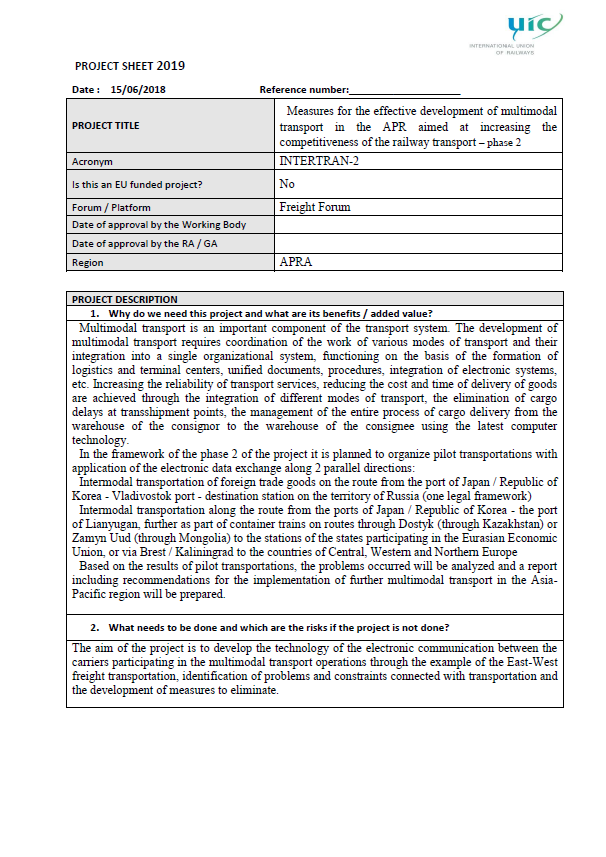 uic
INTERNATIONAL UNION
OF RAILWAYS
PROJECT SHEET 2019
Date : 15/06/2018 Reference number:____________________
PROJECT TITLE
Measures for the effective development of multimodal
transport in the APR aimed at increasing the
competitiveness of the railway transport – phase 2
Acronym INTERTRAN-2
Is this an EU funded project? No
Forum / Platform Freight Forum
Date of approval by the Working Body
Date of approval by the RA / GA
Region APRA
PROJECT DESCRIPTION
1. Why do we need this project and what are its benefits / added value?
Multimodal transport is an important component of the transport system. The development of
multimodal transport requires coordination of the work of various modes of transport and their
integration into a single organizational system, functioning on the basis of the formation of
logistics and terminal centers, unified documents, procedures, integration of electronic systems,
etc. Increasing the reliability of transport services, reducing the cost and time of delivery of goods
are achieved through the integration of different modes of transport, the elimination of cargo
delays at transshipment points, the management of the entire process of cargo delivery from the
warehouse of the consignor to the warehouse of the consignee using the latest computer
technology.
In the framework of the phase 2 of the project it is planned to organize pilot transportations with
application of the electronic data exchange along 2 parallel directions:
Intermodal transportation of foreign trade goods on the route from the port of Japan / Republic of
Korea - Vladivostok port - destination station on the territory of Russia (one legal framework)
Intermodal transportation along the route from the ports of Japan / Republic of Korea - the port
of Lianyugan, further as part of container trains on routes through Dostyk (through Kazakhstan) or
Zamyn Uud (through Mongolia) to the stations of the states participating in the Eurasian Economic
Union, or via Brest / Kaliningrad to the countries of Central, Western and Northern Europe
Based on the results of pilot transportations, the problems occurred will be analyzed and a report
including recommendations for the implementation of further multimodal transport in the Asia-
Pacific region will be prepared.
2. What needs to be done and which are the risks if the project is not done?
The aim of the project is to develop the technology of the electronic communication between the
carriers participating in the multimodal transport operations through the example of the East-West
freight transportation, identification of problems and constraints connected with transportation and
the development of measures to eliminate.